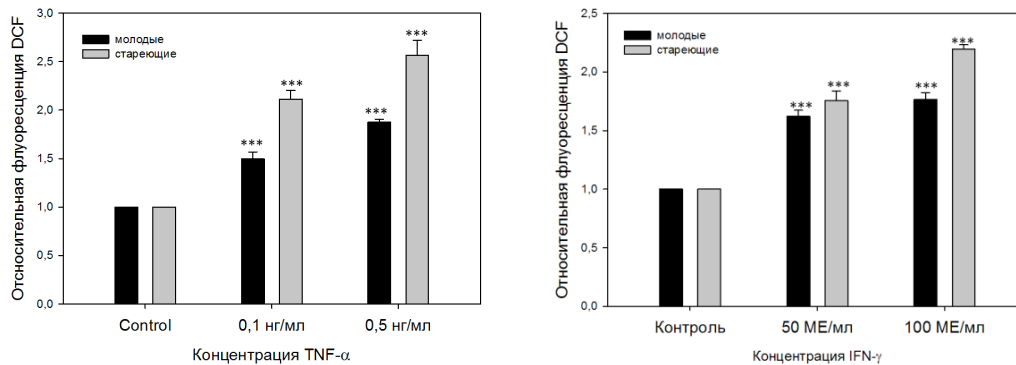 Отсносительная флуоресценция DCF
3,0
2,5
2,0
1,5
1,0
0,5
0,0
молодые
стареющие
***
***
***
***
Control
0,1 нг/мл
0,5 нг/мл
Концентрация TNF-α
Относительная флуоресценция DCF
2,5
2,0
1,5
1,0
0,5
0,0
молодые
стареющие
***
***
***
***
Контроль
50 МЕ/мл
100 МЕ/мл
Концентрация IFN-γ